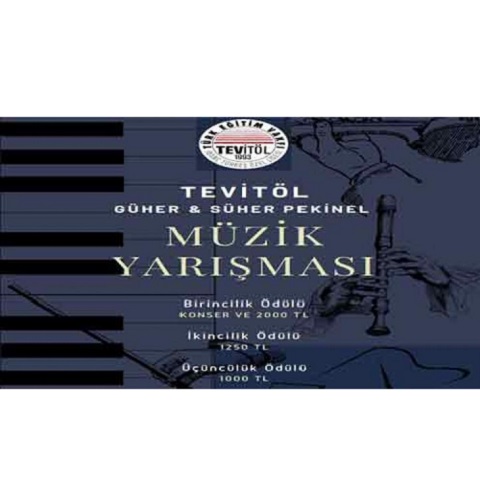 TÜRK EĞİTİM VAKFI
TEVİTÖL
1993
TEVİTÖL
GÜHER & SÜHER PEKİNEL
MÜZİK
YARIŞMASI
Birincilik Ödülü
KONSER VE 2000 TL
İkincilik Ödülü
1250 TL
Üçüncülük Ödülü
1000 TL